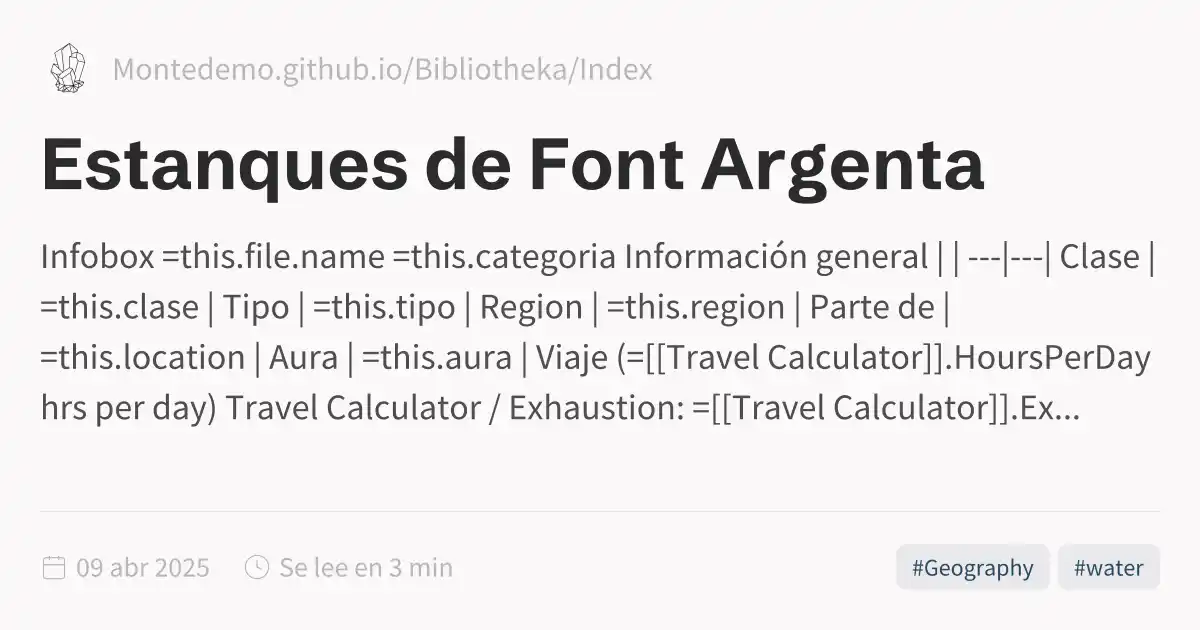 Montedemo.github.io/Bibliotheka/Index
Estanques de Font Argenta
Infobox =this.file.name =this.categoria Información general | | ---|---| Clase |
=this.clase | Tipo | =this.tipo | Region | =this.region | Parte de |
=this.location | Aura | =this.aura | Viaje (=[[Travel Calculator]].HoursPerDay
hrs per day) Travel Calculator / Exhaustion: =[[Travel Calculator]].Ex...
09 abr 2025 Se lee en 3 min #Geography #water